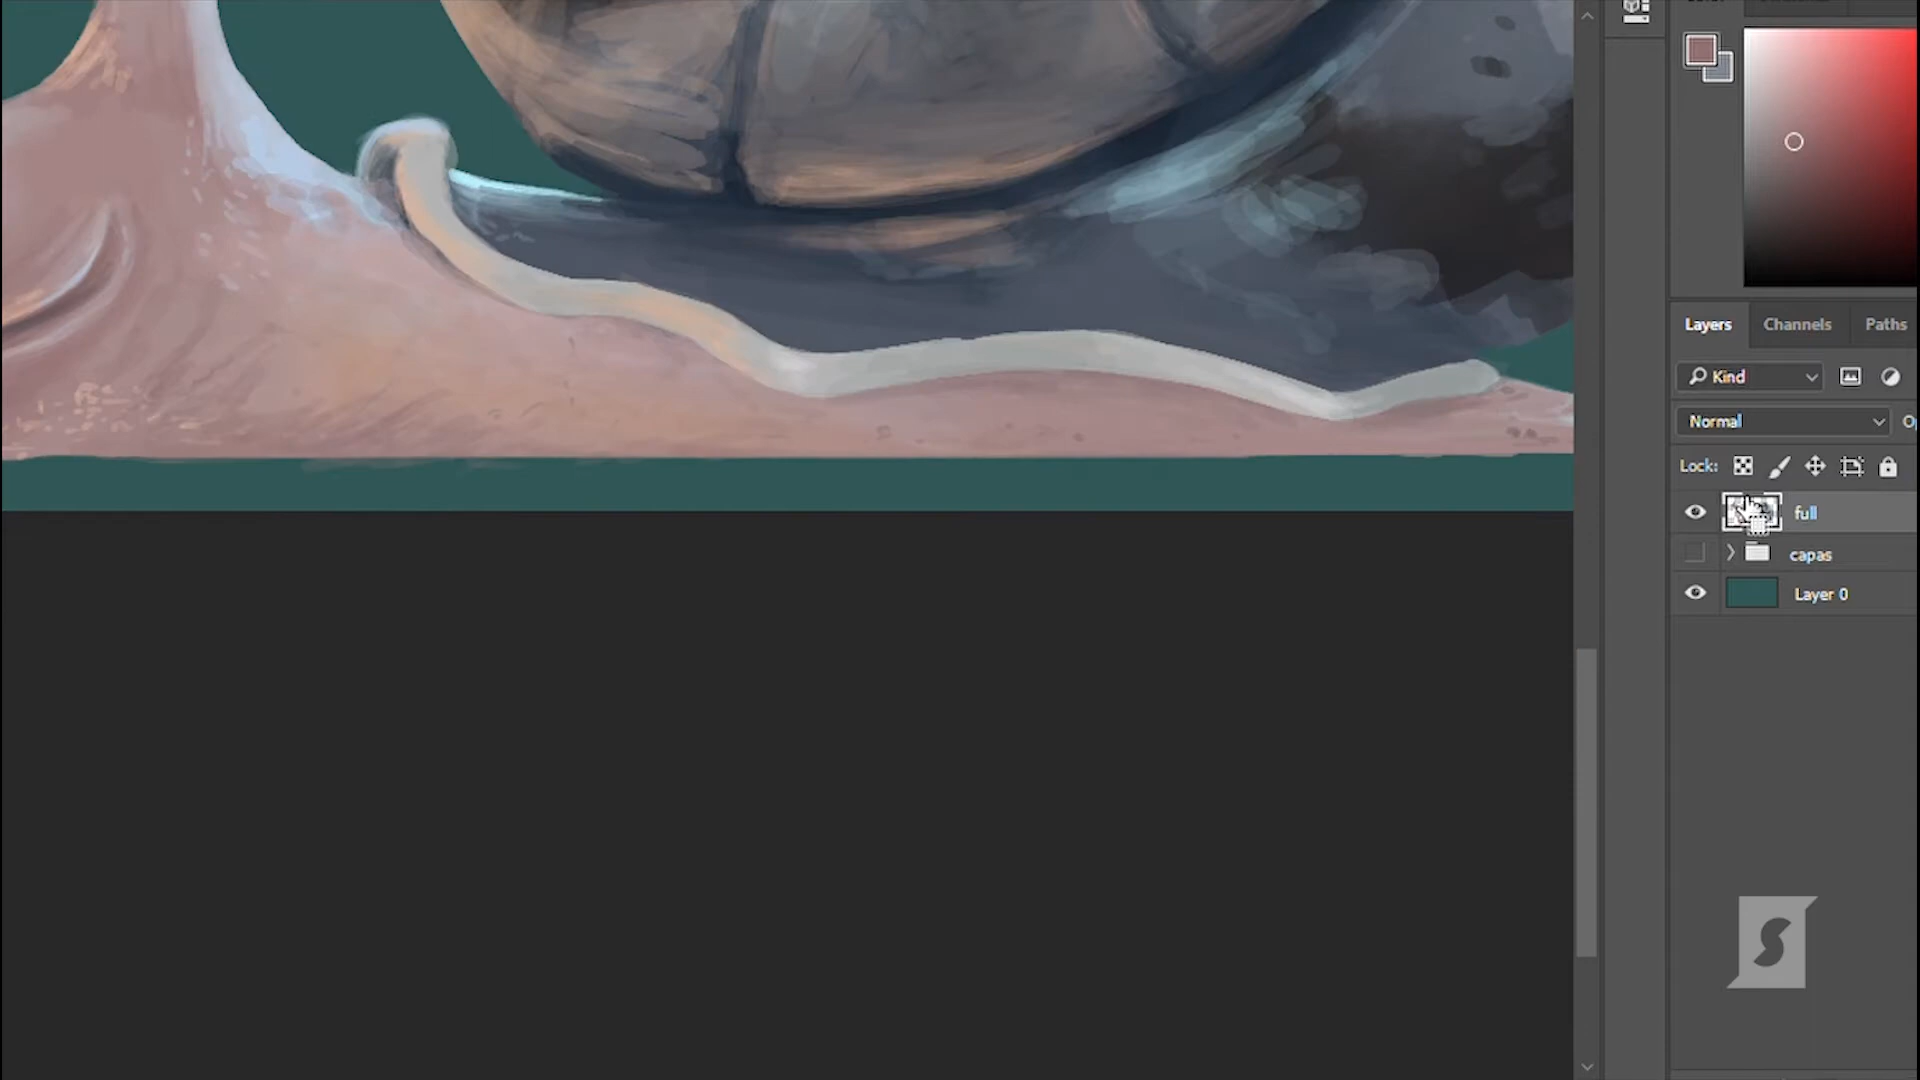 Layers Channels Paths
Kind
Normal
Lock:
full
capas
Layer 0
S